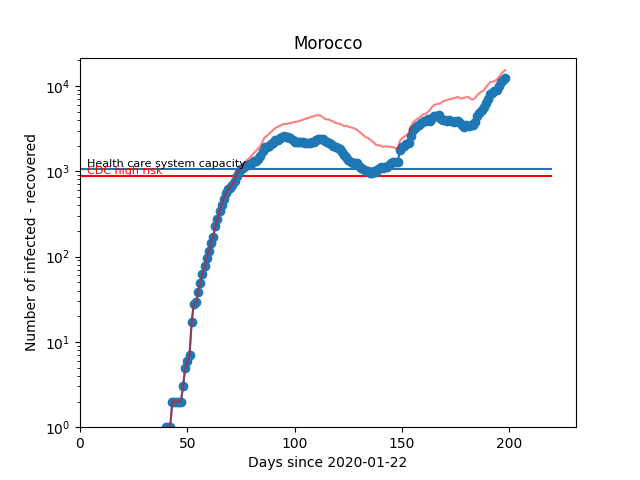 Morocco
Number of infected - recovered
10^4
10^3
10^2
10^1
10^0
Health care system capacity
CDC high risk
0 50 100 150 200
Days since 2020-01-22